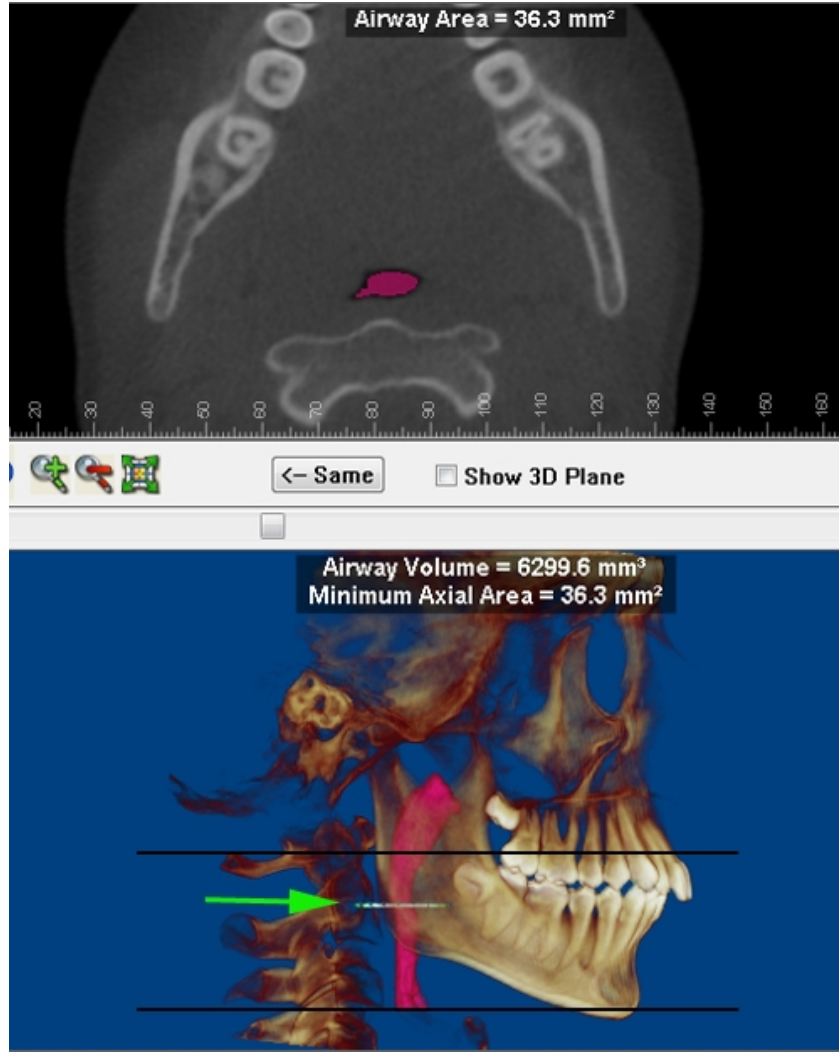 Airway Area = 36.3 mm²
20 30 40 50 60 70 80 90 100 110 120 130 140 150 160
<– Same
Show 3D Plane
Airway Volume = 6299.6 mm³
Minimum Axial Area = 36.3 mm²